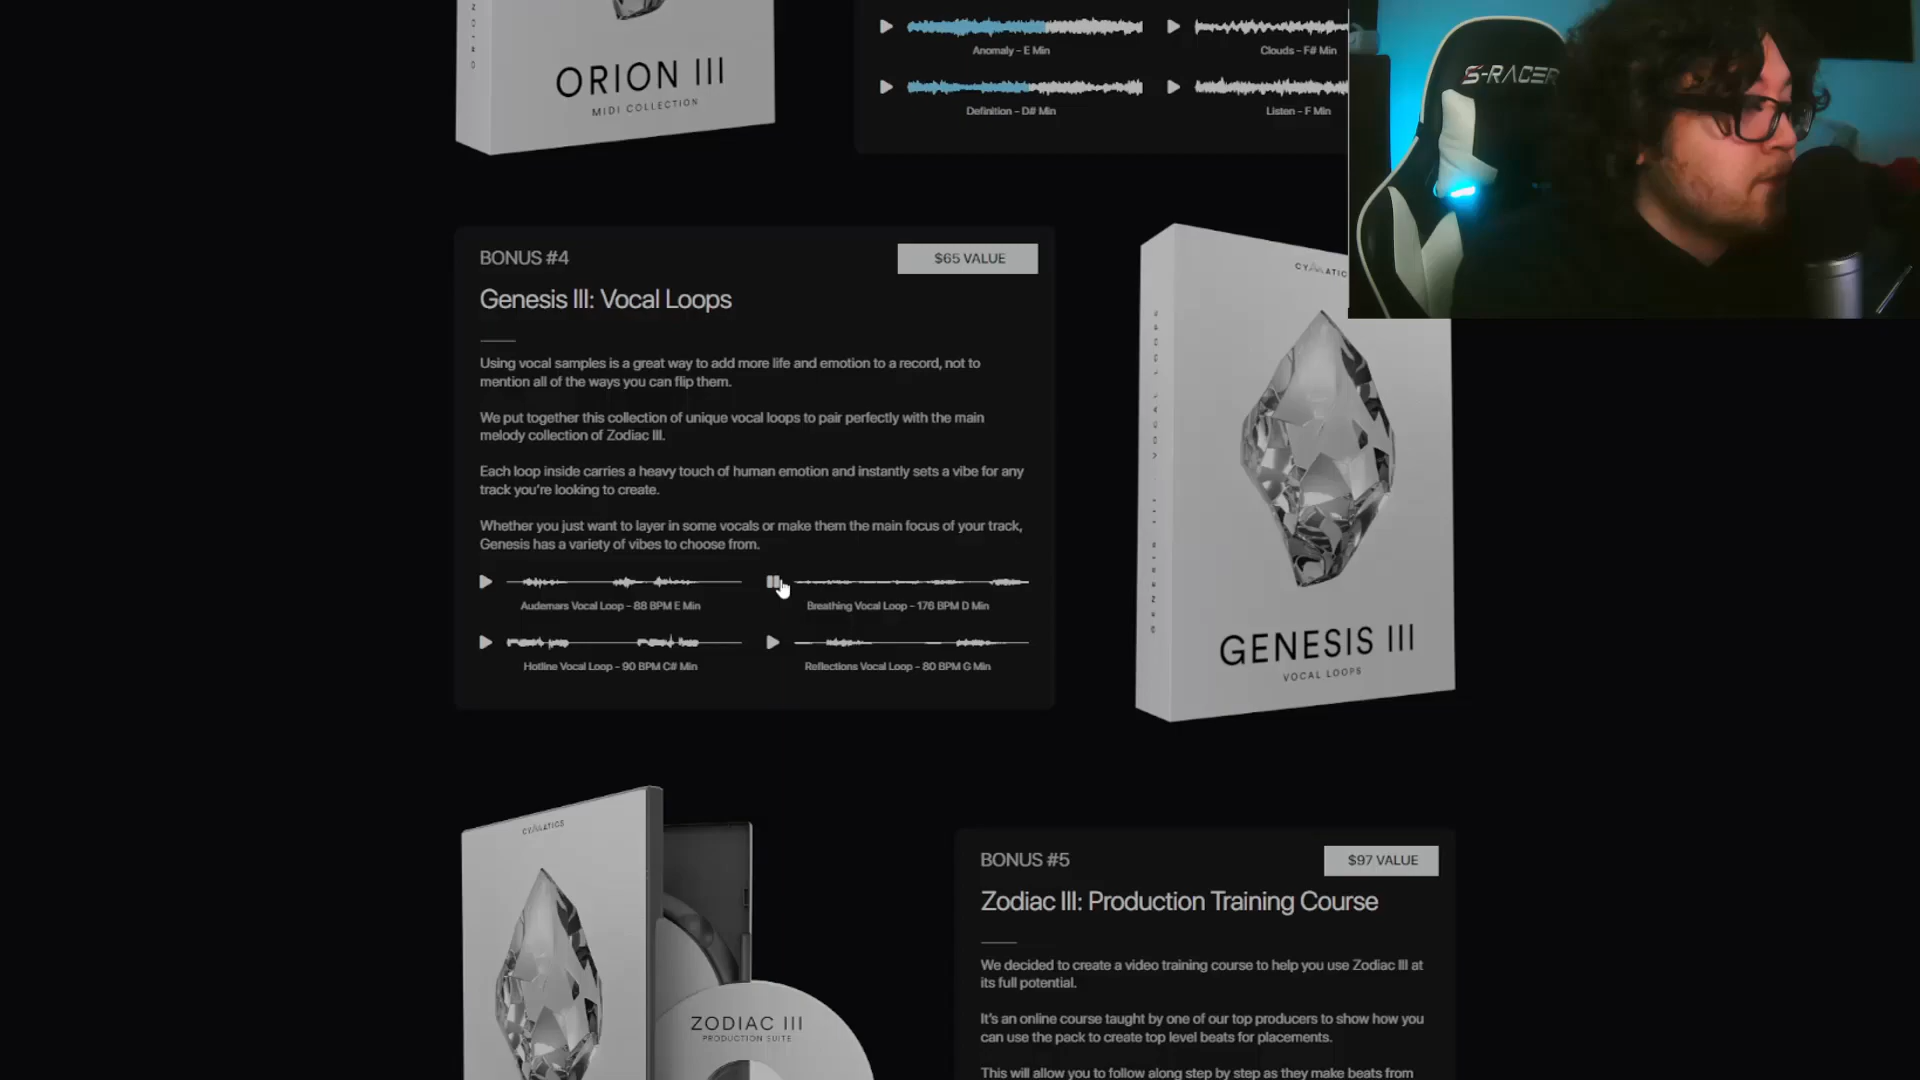 ORION III
MIDI COLLECTION
Anomaly - E Min
Clouds - F# Min
Definition - D# Min
Listen - F Min
S-RACER
BONUS #4
$65 VALUE
Genesis III: Vocal Loops
Using vocal samples is a great way to add more life and emotion to a record, not to
mention all of the ways you can flip them.
We put together this collection of unique vocal loops to pair perfectly with the main
melody collection of Zodiac III.
Each loop inside carries a heavy touch of human emotion and instantly sets a vibe for any
track you're looking to create.
Whether you just want to layer in some vocals or make them the main focus of your track,
Genesis has a variety of vibes to choose from.
Audemars Vocal Loop - 88 BPM E Min
Breathing Vocal Loop - 176 BPM D Min
Hotline Vocal Loop - 90 BPM C# Min
Reflections Vocal Loop - 80 BPM G Min
CYMATIC
GENESIS III · VOCAL LOOPS
GENESIS III
VOCAL LOOPS
CYMATICS
ZODIAC III
PRODUCTION SUITE
BONUS #5
$97 VALUE
Zodiac III: Production Training Course
We decided to create a video training course to help you use Zodiac III at
its full potential.
It's an online course taught by one of our top producers to show how you
can use the pack to create top level beats for placements.
This will allow you to follow along step by step as they make beats from